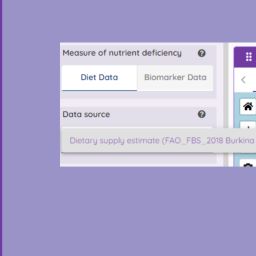 Measure of nutrient deficiency
Diet Data
Biomarker Data
Data source
Dietary supply estimate (FAO_FBS_2018 Burkina